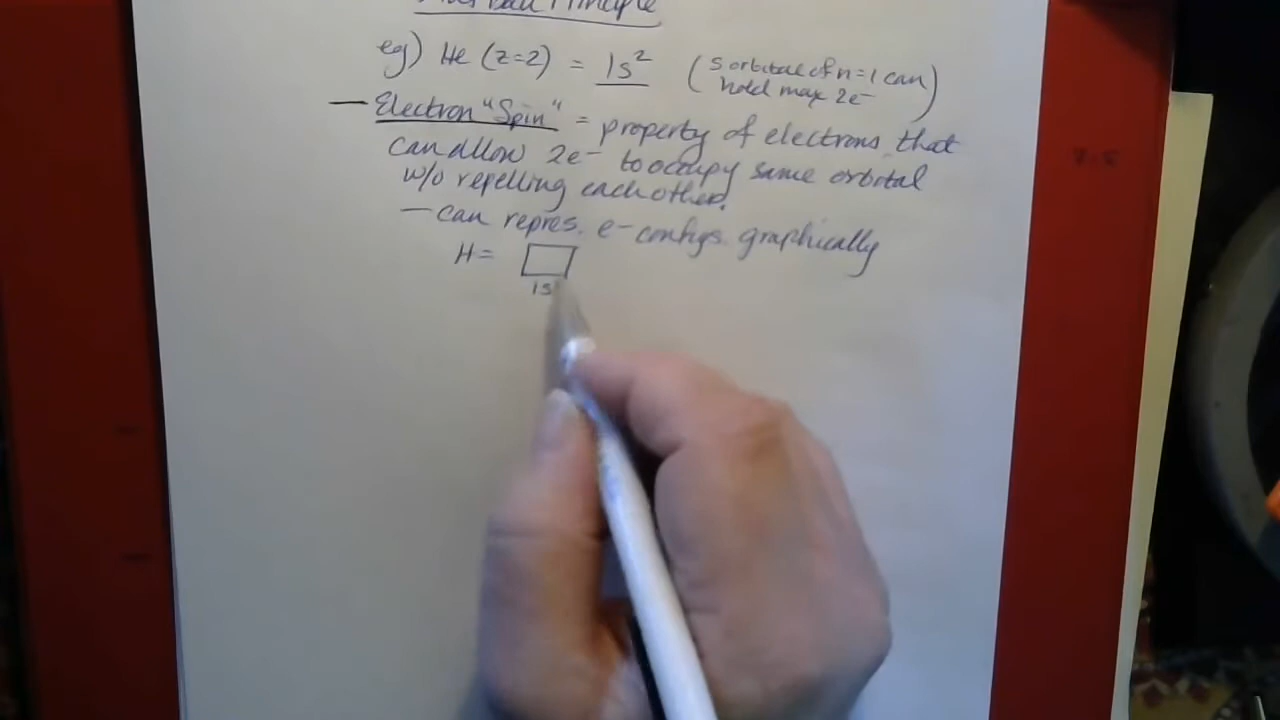 Principle
eg) He (z=2) = 1s² (s orbital of n=1 can
hold max 2e⁻)
— Electron "Spin" = property of electrons that
can allow 2e⁻ to occupy same orbital
w/o repelling each other.
— can repres. e⁻ configs. graphically
H = 
1s